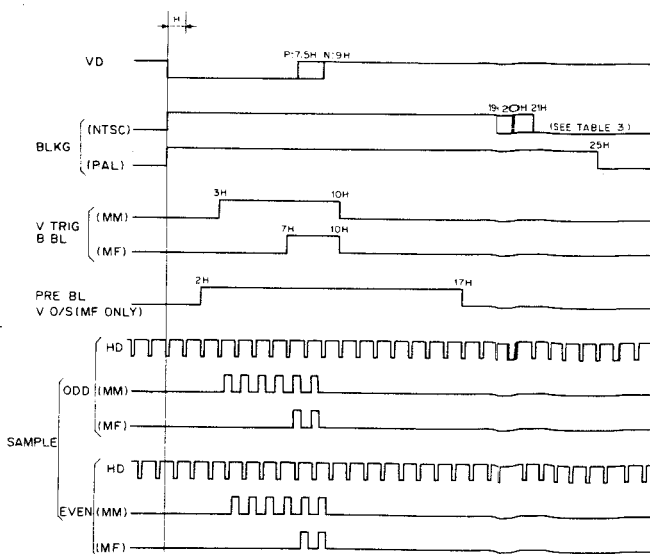 H
VD P:7.5H N:9H
(NTSC) 19- 20H 21H
(SEE TABLE 3.)
BLKG
(PAL) 25H
(MM) 3H 10H
V TRIG
B BL
(MF) 7H 10H
2H 17H
PRE BL
V O/S(MF ONLY)
HD
ODD (MM)
(MF)
SAMPLE
HD
EVEN (MM)
(MF)